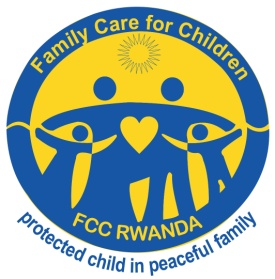 Family Care for Children
FCC RWANDA
protected child in peaceful family